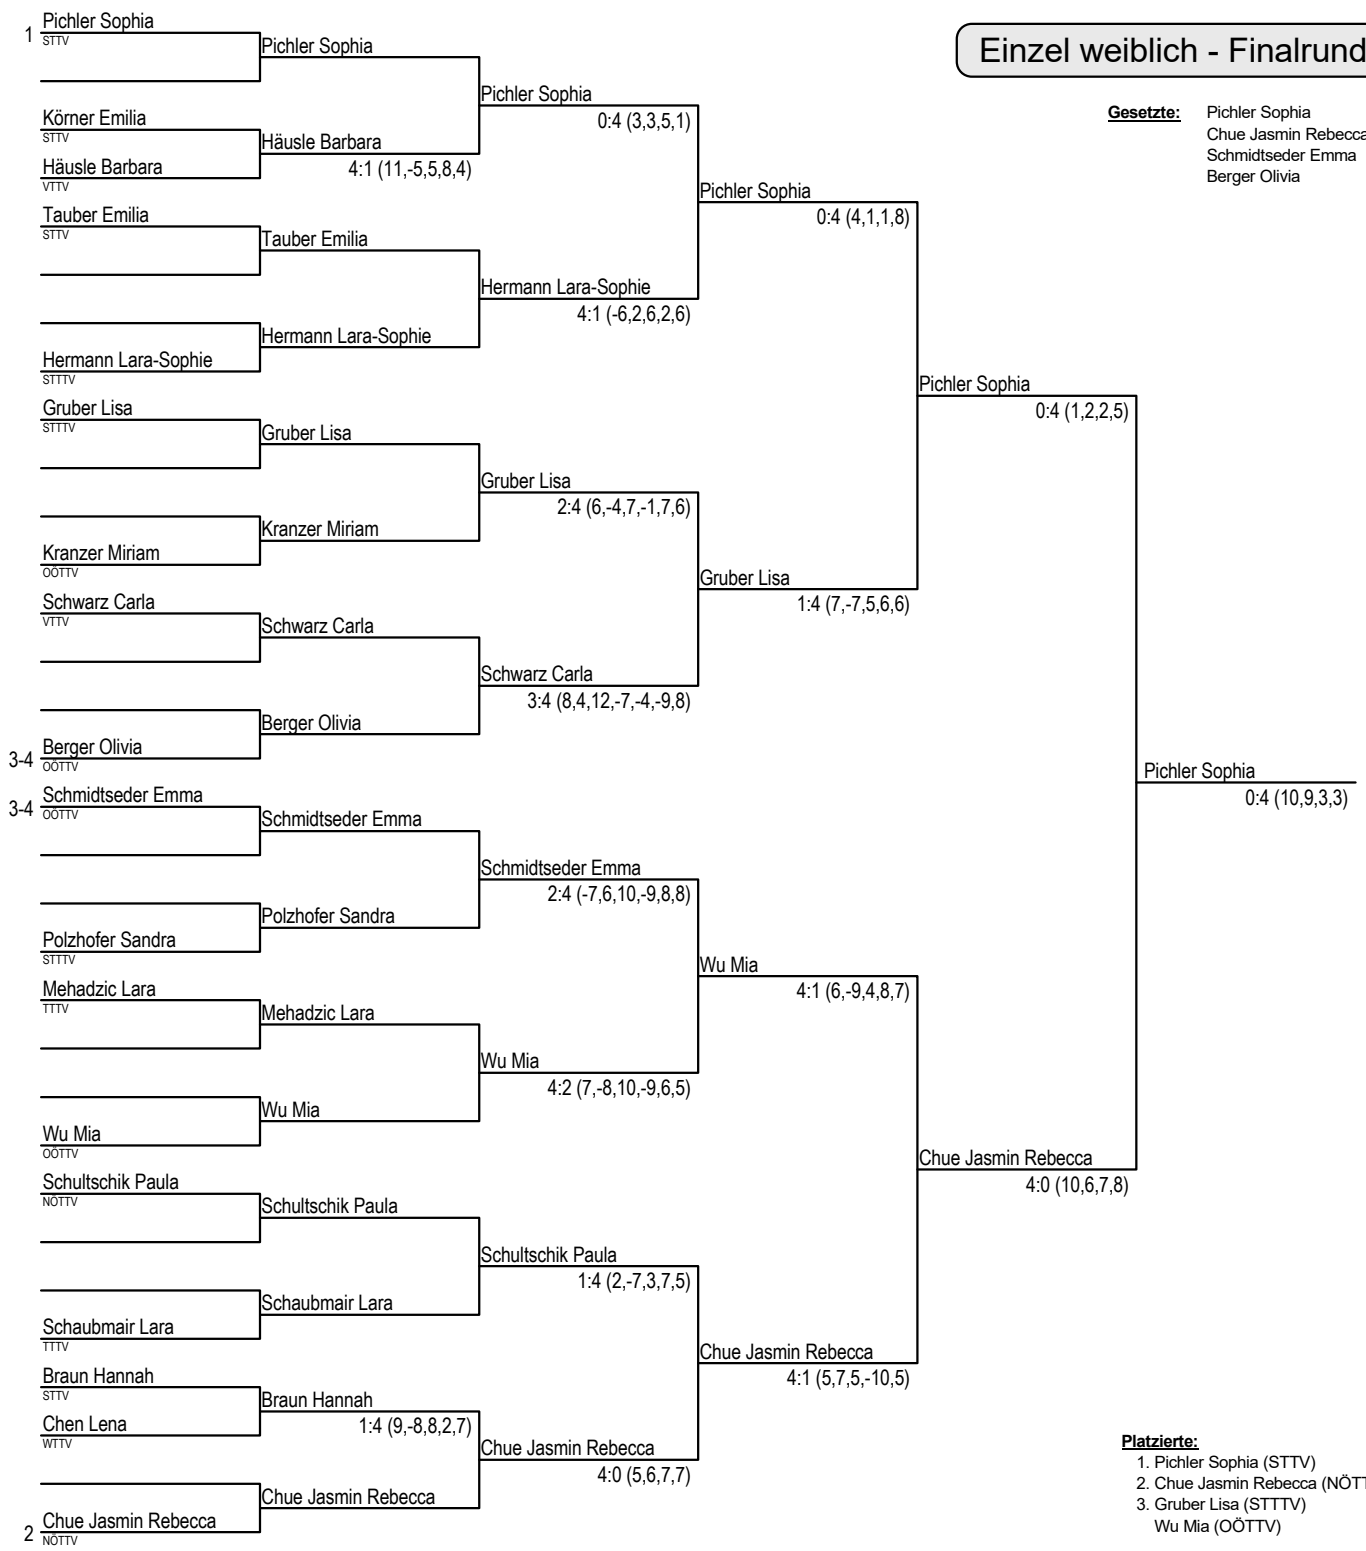 Pichler Sophia
1
STTV
Pichler Sophia
Einzel weiblich - Finalrund
Pichler Sophia
0:4 (3,3,5,1)
Gesetzte: Pichler Sophia
Chue Jasmin Rebecca
Schmidtseder Emma
Berger Olivia
Körner Emilia
STTV
Häusle Barbara
4:1 (11,-5,5,8,4)
Häusle Barbara
VTTV
Pichler Sophia
0:4 (4,1,1,8)
Tauber Emilia
STTV
Tauber Emilia
Hermann Lara-Sophie
4:1 (-6,2,6,2,6)
Hermann Lara-Sophie
Hermann Lara-Sophie
STTTV
Pichler Sophia
0:4 (1,2,2,5)
Gruber Lisa
STTTV
Gruber Lisa
Gruber Lisa
2:4 (6,-4,7,-1,7,6)
Kranzer Miriam
Kranzer Miriam
OÖTTV
Gruber Lisa
1:4 (7,-7,5,6,6)
Schwarz Carla
VTTV
Schwarz Carla
Schwarz Carla
3:4 (8,4,12,-7,-4,-9,8)
Berger Olivia
Berger Olivia
3-4
OÖTTV
Pichler Sophia
0:4 (10,9,3,3)
Schmidtseder Emma
3-4
OÖTTV
Schmidtseder Emma
Schmidtseder Emma
2:4 (-7,6,10,-9,8,8)
Polzhofer Sandra
Polzhofer Sandra
STTTV
Wu Mia
4:1 (6,-9,4,8,7)
Mehadzic Lara
TTTV
Mehadzic Lara
Wu Mia
4:2 (7,-8,10,-9,6,5)
Wu Mia
Wu Mia
OÖTTV
Chue Jasmin Rebecca
4:0 (10,6,7,8)
Schultschik Paula
NÖTTV
Schultschik Paula
Schultschik Paula
1:4 (2,-7,3,7,5)
Schaubmair Lara
Schaubmair Lara
TTTV
Chue Jasmin Rebecca
4:1 (5,7,5,-10,5)
Braun Hannah
STTV
Braun Hannah
1:4 (9,-8,8,2,7)
Chen Lena
WTTV
Chue Jasmin Rebecca
4:0 (5,6,7,7)
Chue Jasmin Rebecca
Chue Jasmin Rebecca
2
NÖTTV
Platzierte:
1. Pichler Sophia (STTV)
2. Chue Jasmin Rebecca (NÖTT
3. Gruber Lisa (STTTV)
Wu Mia (OÖTTV)